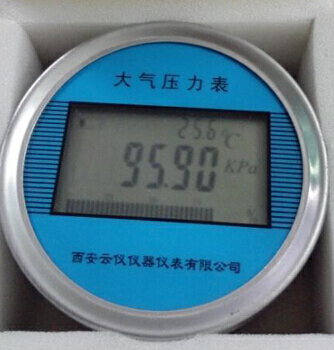 大气压力表
25.6 ℃
95.90 KPa
%
西安云仪仪器仪表有限公司